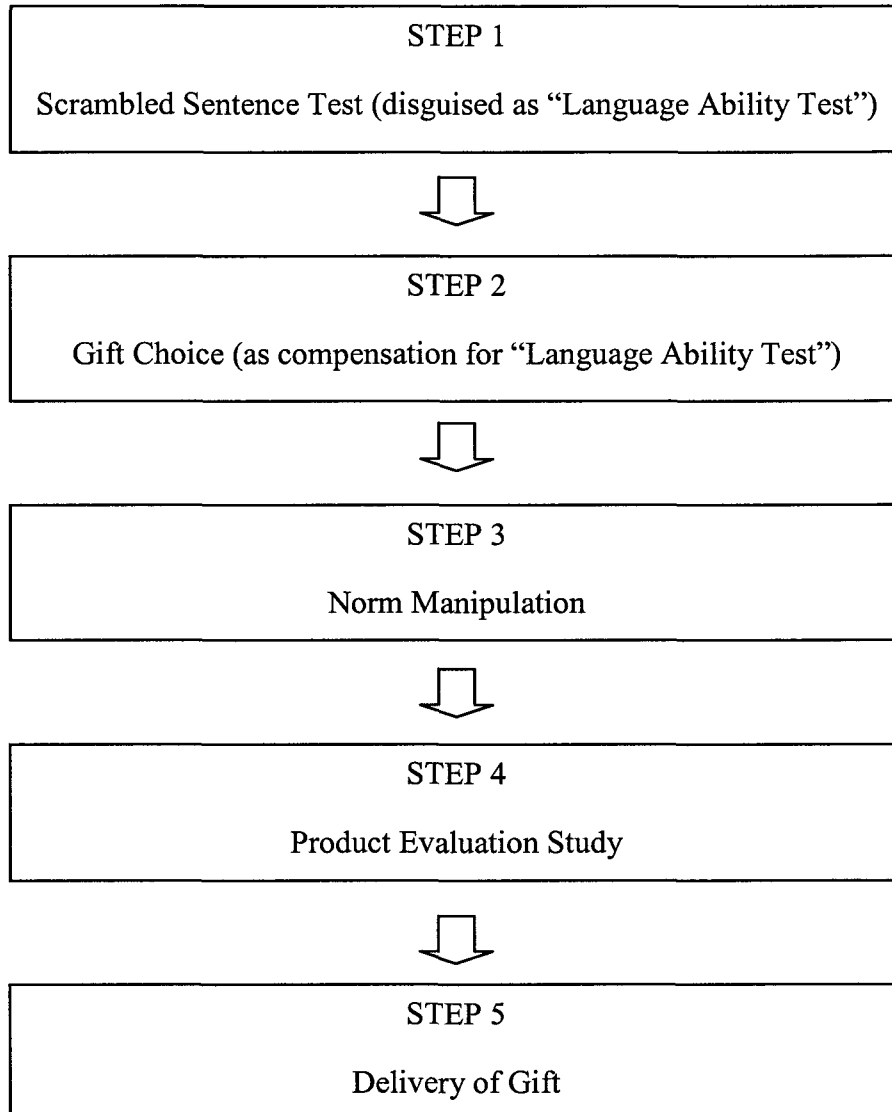 STEP 1
Scrambled Sentence Test (disguised as “Language Ability Test”)
STEP 2
Gift Choice (as compensation for “Language Ability Test”)
STEP 3
Norm Manipulation
STEP 4
Product Evaluation Study
STEP 5
Delivery of Gift